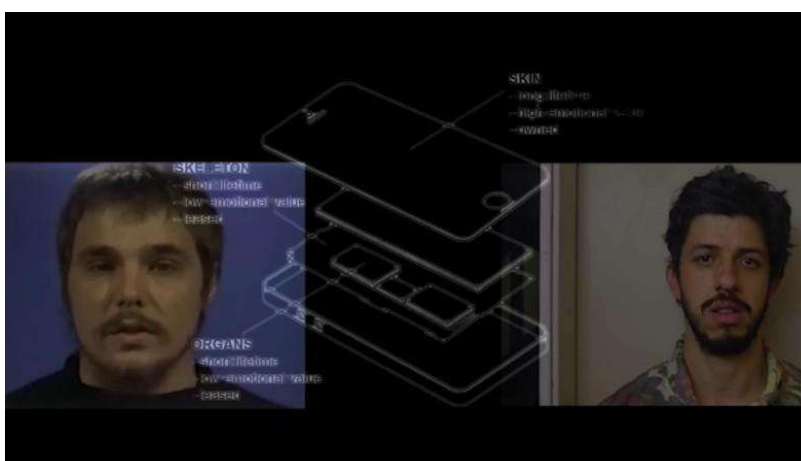 SKIN
- long lifetime
- high emotional
- owned
SKELETON
- short lifetime
- low emotional value
- leased
ORGANS
- short lifetime
- low emotional value
- leased